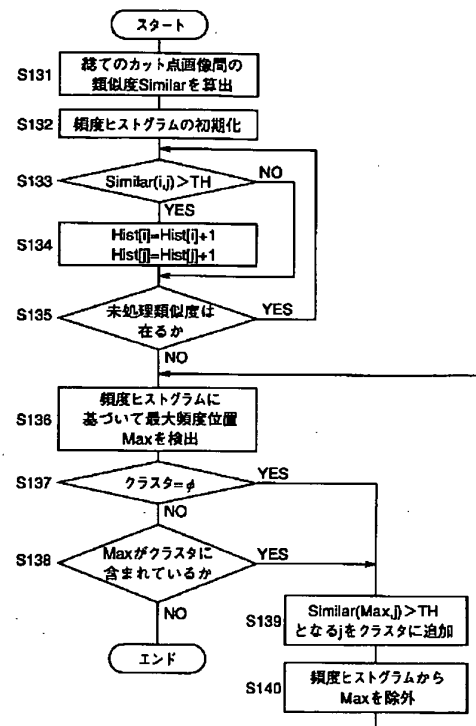 スタート
S131
総てのカット点画像間の
類似度Similarを算出
S132
頻度ヒストグラムの初期化
S133
Similar(i,j)>TH
NO
YES
S134
Hist[i]=Hist[i]+1
Hist[j]=Hist[j]+1
S135
未処理類似度は
在るか
YES
NO
S136
頻度ヒストグラムに
基づいて最大頻度位置
Maxを検出
S137
クラスタ=φ
YES
NO
S138
Maxがクラスタに
含まれているか
YES
NO
エンド
S139
Similar(Max,j)>TH
となるjをクラスタに追加
S140
頻度ヒストグラムから
Maxを除外